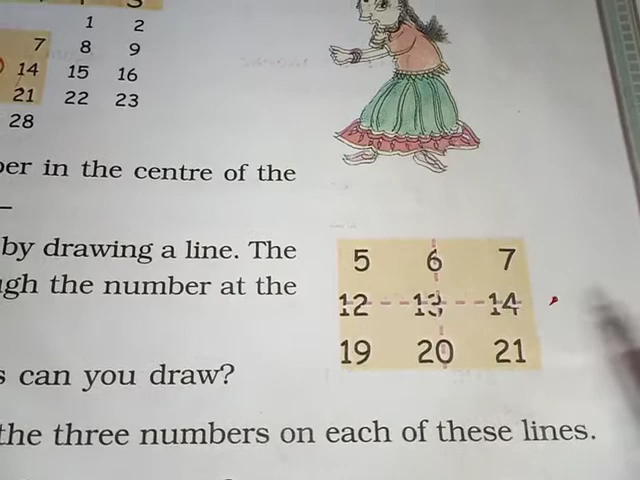 1 2
7 8 9
14 15 16
21 22 23
28
in the centre of the
by drawing a line. The
the number at the
5 6 7
12 13 14
19 20 21
can you draw?
the three numbers on each of these lines.